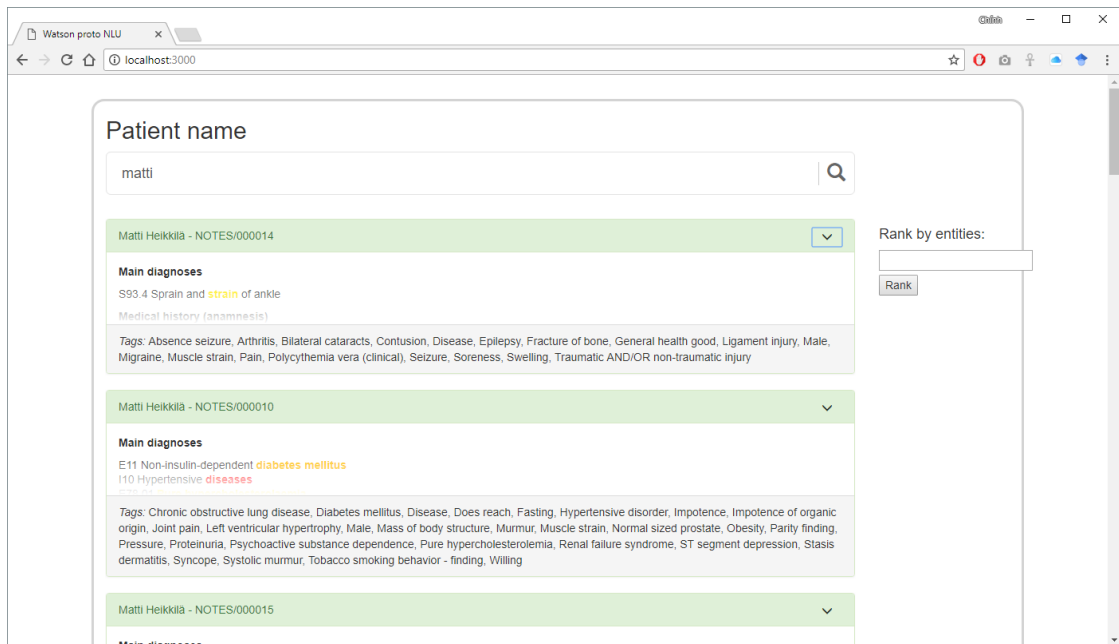 Watson proto NLU
localhost:3000
Patient name
matti
Matti Heikkilä - NOTES/000014
Rank by entities:
Rank
Main diagnoses
S93.4 Sprain and strain of ankle
Medical history (anamnesis)
Tags: Absence seizure, Arthritis, Bilateral cataracts, Contusion, Disease, Epilepsy, Fracture of bone, General health good, Ligament injury, Male,
Migraine, Muscle strain, Pain, Polycythemia vera (clinical), Seizure, Soreness, Swelling, Traumatic AND/OR non-traumatic injury
Matti Heikkilä - NOTES/000010
Main diagnoses
E11 Non-insulin-dependent diabetes mellitus
I10 Hypertensive diseases
Tags: Chronic obstructive lung disease, Diabetes mellitus, Disease, Does reach, Fasting, Hypertensive disorder, Impotence, Impotence of organic
origin, Joint pain, Left ventricular hypertrophy, Male, Mass of body structure, Murmur, Muscle strain, Normal sized prostate, Obesity, Parity finding,
Pressure, Proteinuria, Psychoactive substance dependence, Pure hypercholesterolemia, Renal failure syndrome, ST segment depression, Stasis
dermatitis, Syncope, Systolic murmur, Tobacco smoking behavior - finding, Willing
Matti Heikkilä - NOTES/000015
Main diagnoses